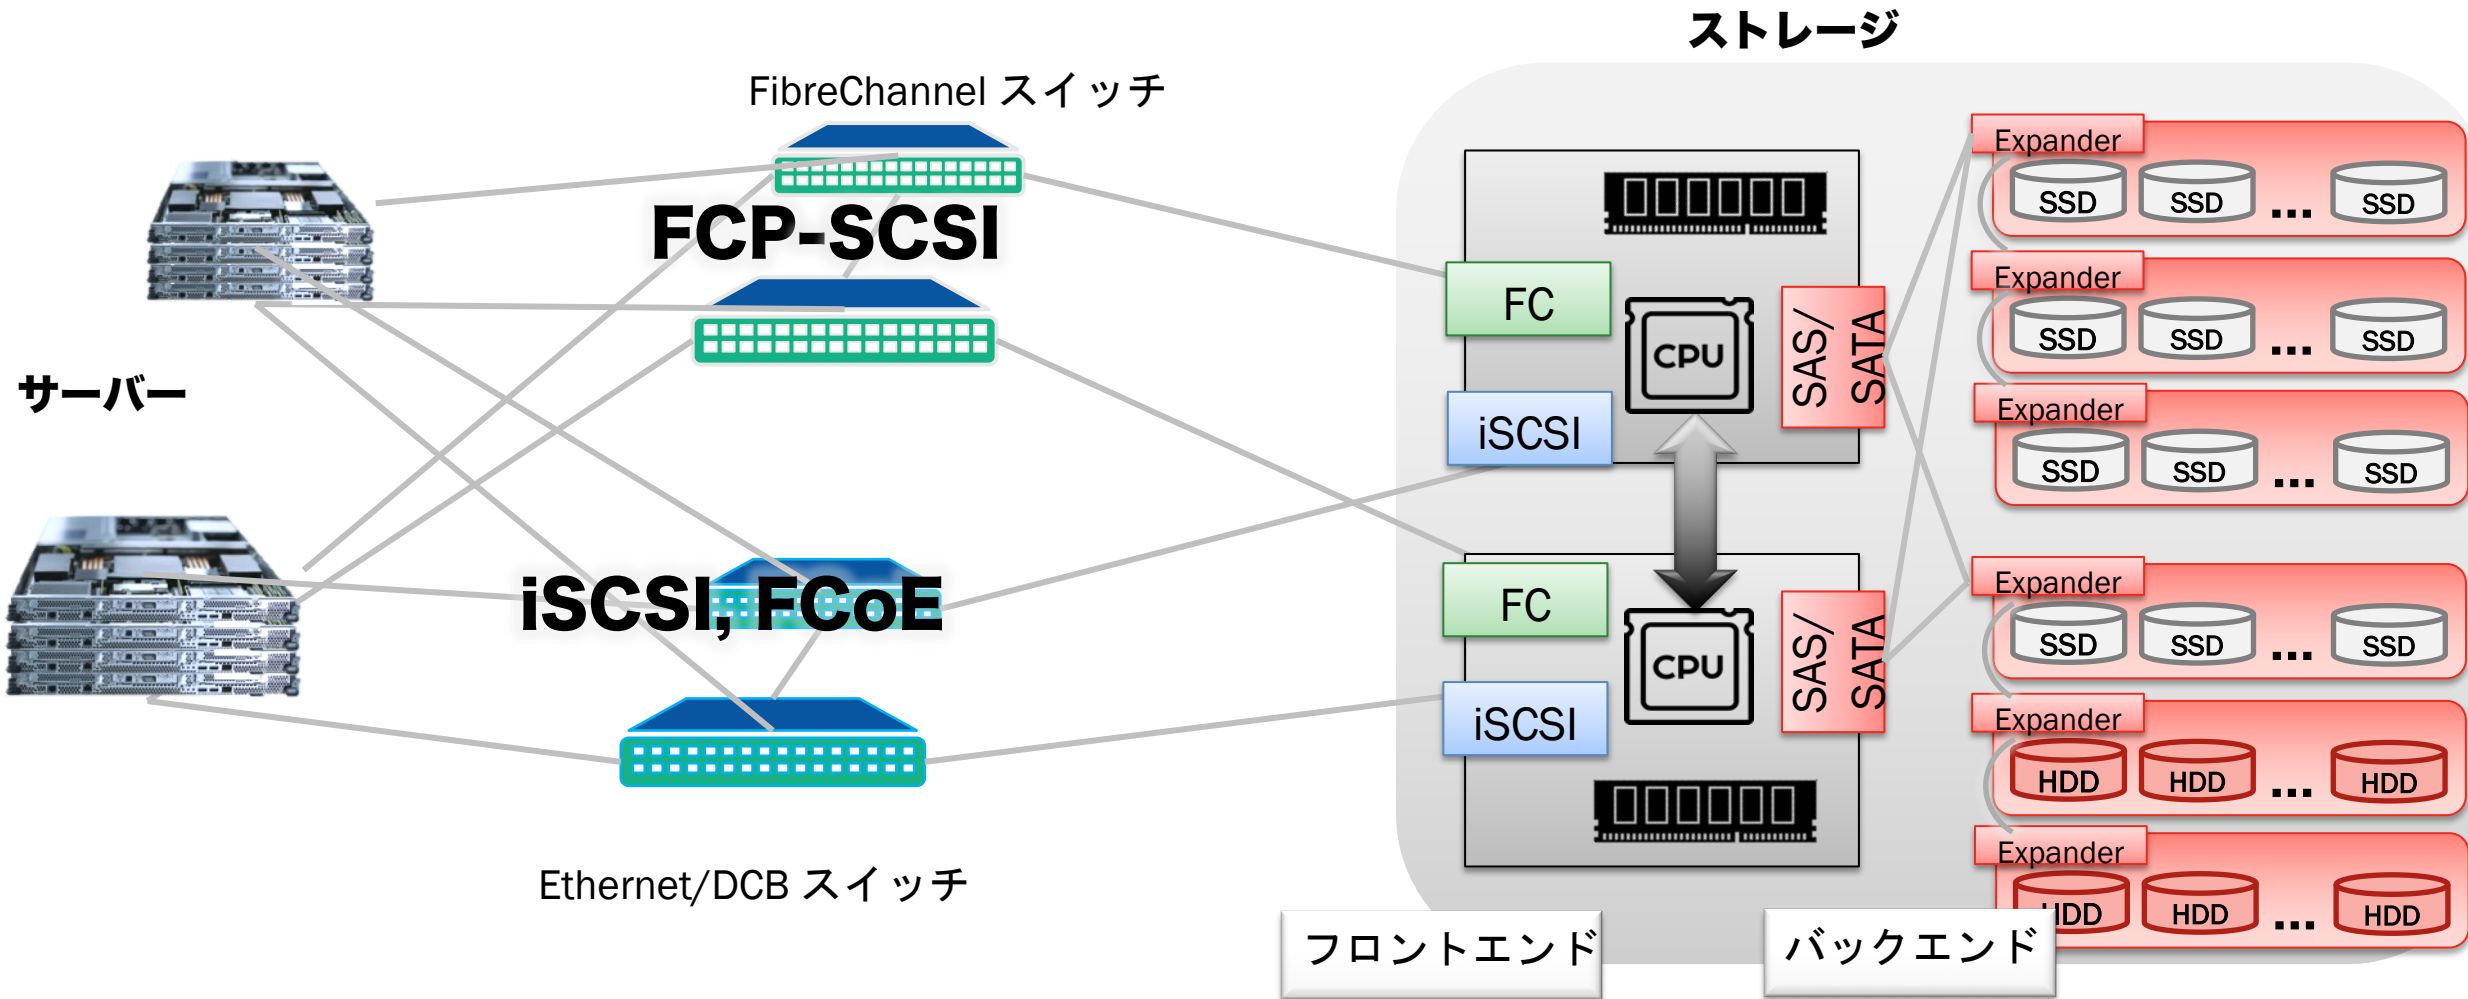 ストレージ
FibreChannel スイッチ
FCP-SCSI
サーバー
iSCSI, FCoE
Ethernet/DCB スイッチ
FC
CPU
SAS/
SATA
iSCSI
FC
CPU
SAS/
SATA
iSCSI
Expander
SSD SSD ... SSD
Expander
SSD SSD ... SSD
Expander
SSD SSD ... SSD
Expander
SSD SSD ... SSD
Expander
HDD HDD ... HDD
Expander
HDD HDD ... HDD
フロントエンド
バックエンド